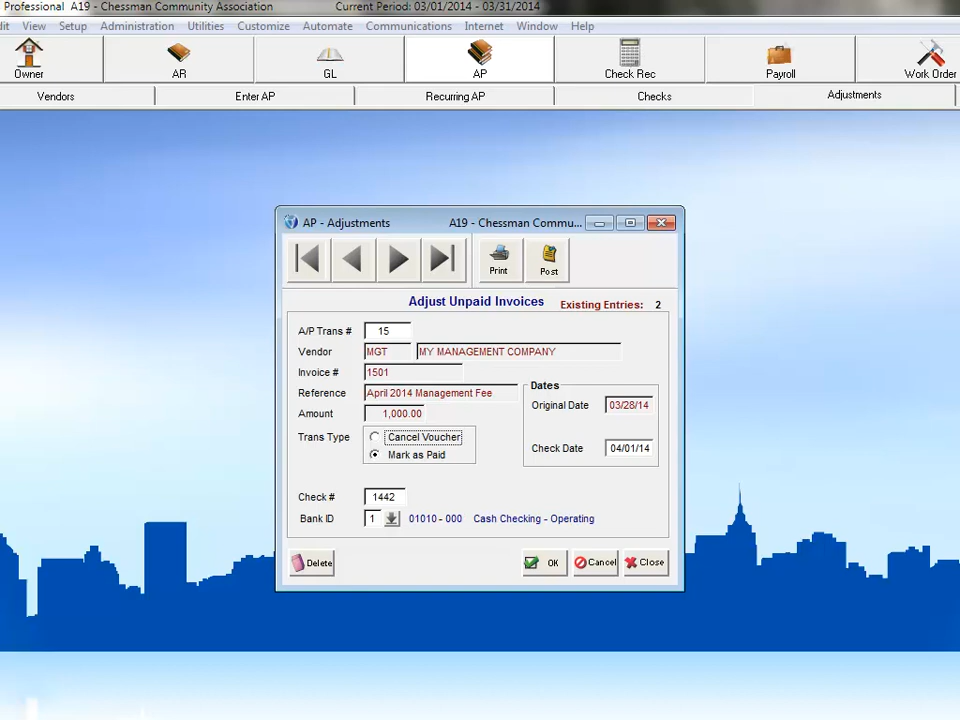 Professional A19 - Chessman Community Association Current Period: 03/01/2014 - 03/31/2014
dit View Setup Administration Utilities Customize Automate Communications Internet Window Help
Owner AR GL AP Check Rec Payroll Work Order
Vendors Enter AP Recurring AP Checks Adjustments
AP - Adjustments A19 - Chessman Commu...
Print Post
Adjust Unpaid Invoices Existing Entries: 2
A/P Trans # 15
Vendor MGT MY MANAGEMENT COMPANY
Invoice # 1501
Reference April 2014 Management Fee
Dates
Original Date 03/28/14
Amount 1,000.00
Trans Type Cancel Voucher
Mark as Paid
Check Date 04/01/14
Check # 1442
Bank ID 1 01010 - 000 Cash Checking - Operating
Delete OK Cancel Close